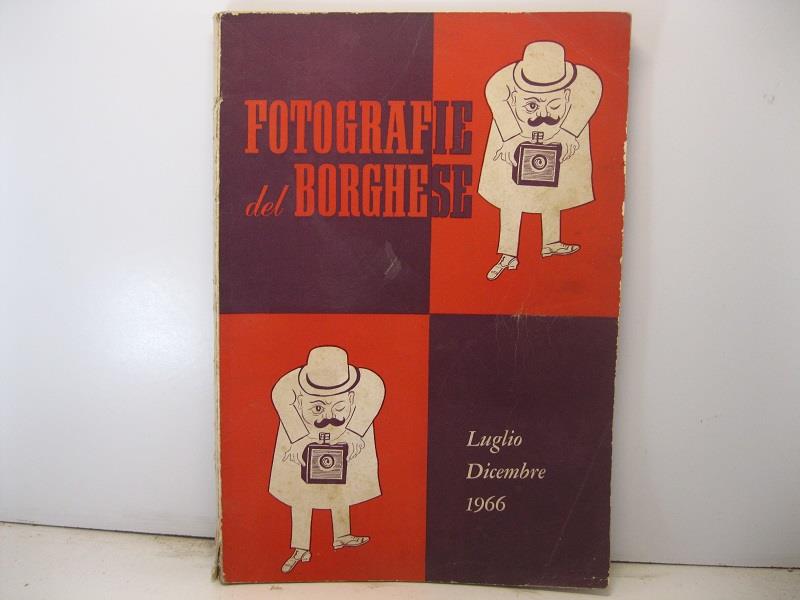 FOTOGRAFIE
del BORGHESE
Luglio
Dicembre
1966